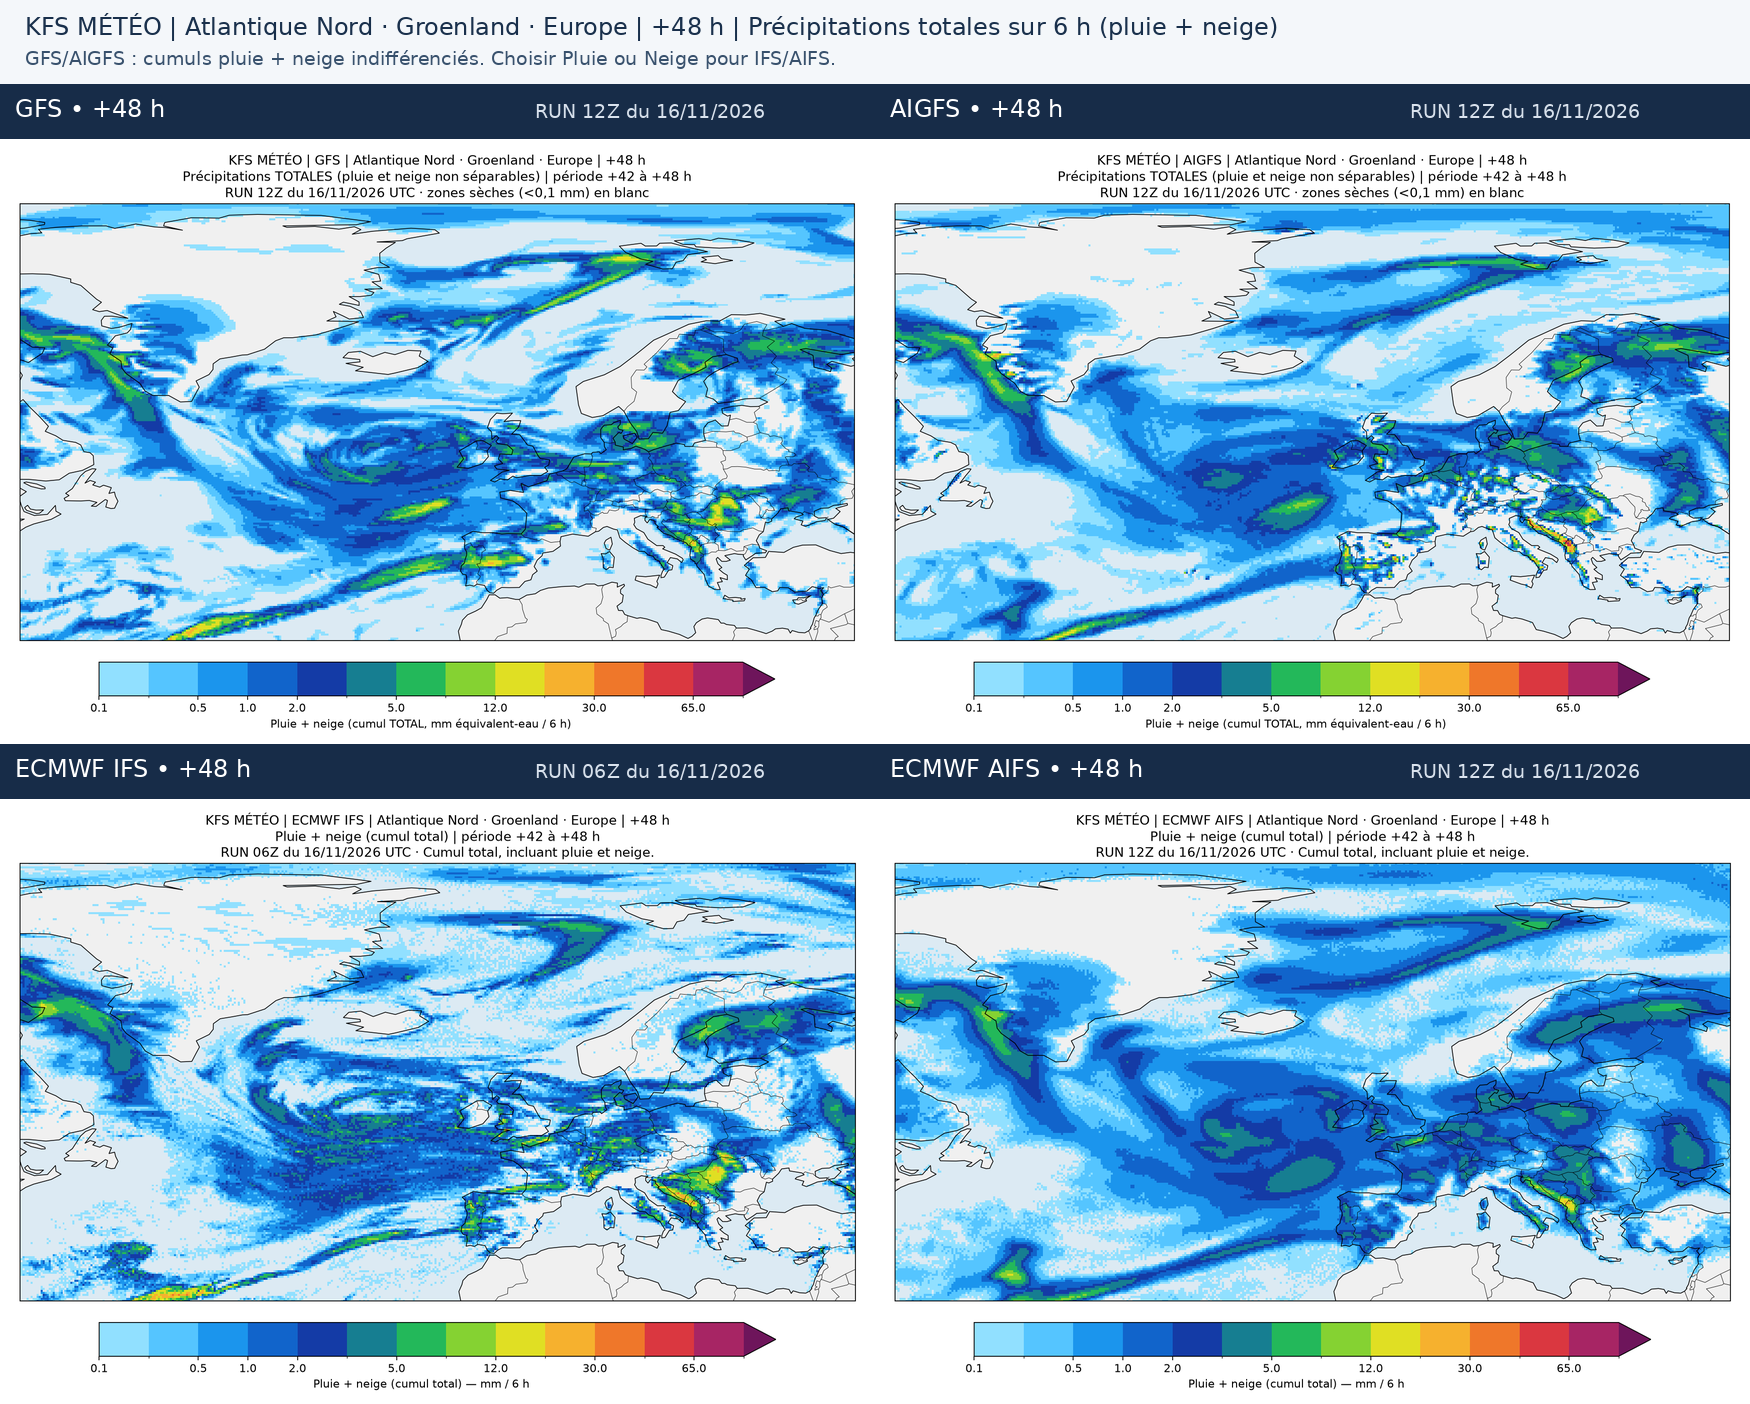 KFS MÉTÉO | Atlantique Nord · Groenland · Europe | +48 h | Précipitations totales sur 6 h (pluie + neige)
GFS/AIGFS : cumuls pluie + neige indifférenciés. Choisir Pluie ou Neige pour IFS/AIFS.
GFS • +48 h RUN 12Z du 16/11/2026
KFS MÉTÉO | GFS | Atlantique Nord · Groenland · Europe | +48 h
Précipitations TOTALES (pluie et neige non séparables) | période +42 à +48 h
RUN 12Z du 16/11/2026 UTC · zones sèches (<0,1 mm) en blanc
0.1 0.5 1.0 2.0 5.0 12.0 30.0 65.0
Pluie + neige (cumul TOTAL, mm équivalent-eau / 6 h)
AIGFS • +48 h RUN 12Z du 16/11/2026
KFS MÉTÉO | AIGFS | Atlantique Nord · Groenland · Europe | +48 h
Précipitations TOTALES (pluie et neige non séparables) | période +42 à +48 h
RUN 12Z du 16/11/2026 UTC · zones sèches (<0,1 mm) en blanc
0.1 0.5 1.0 2.0 5.0 12.0 30.0 65.0
Pluie + neige (cumul TOTAL, mm équivalent-eau / 6 h)
ECMWF IFS • +48 h RUN 06Z du 16/11/2026
KFS MÉTÉO | ECMWF IFS | Atlantique Nord · Groenland · Europe | +48 h
Pluie + neige (cumul total) | période +42 à +48 h
RUN 06Z du 16/11/2026 UTC · Cumul total, incluant pluie et neige.
0.1 0.5 1.0 2.0 5.0 12.0 30.0 65.0
Pluie + neige (cumul total) — mm / 6 h
ECMWF AIFS • +48 h RUN 12Z du 16/11/2026
KFS MÉTÉO | ECMWF AIFS | Atlantique Nord · Groenland · Europe | +48 h
Pluie + neige (cumul total) | période +42 à +48 h
RUN 12Z du 16/11/2026 UTC · Cumul total, incluant pluie et neige.
0.1 0.5 1.0 2.0 5.0 12.0 30.0 65.0
Pluie + neige (cumul total) — mm / 6 h